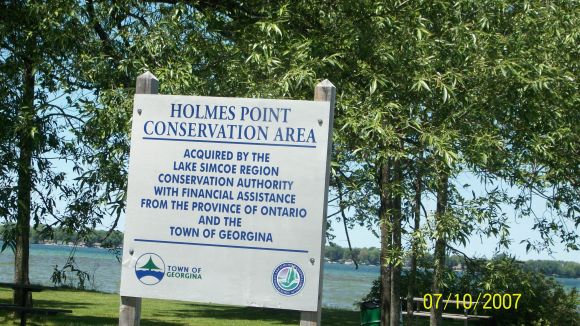 HOLMES POINT
CONSERVATION AREA
ACQUIRED BY THE
LAKE SIMCOE REGION
CONSERVATION AUTHORITY
WITH FINANCIAL ASSISTANCE
FROM THE PROVINCE OF ONTARIO
AND THE
TOWN OF GEORGINA
TOWN OF
GEORGINA
07/10/2007